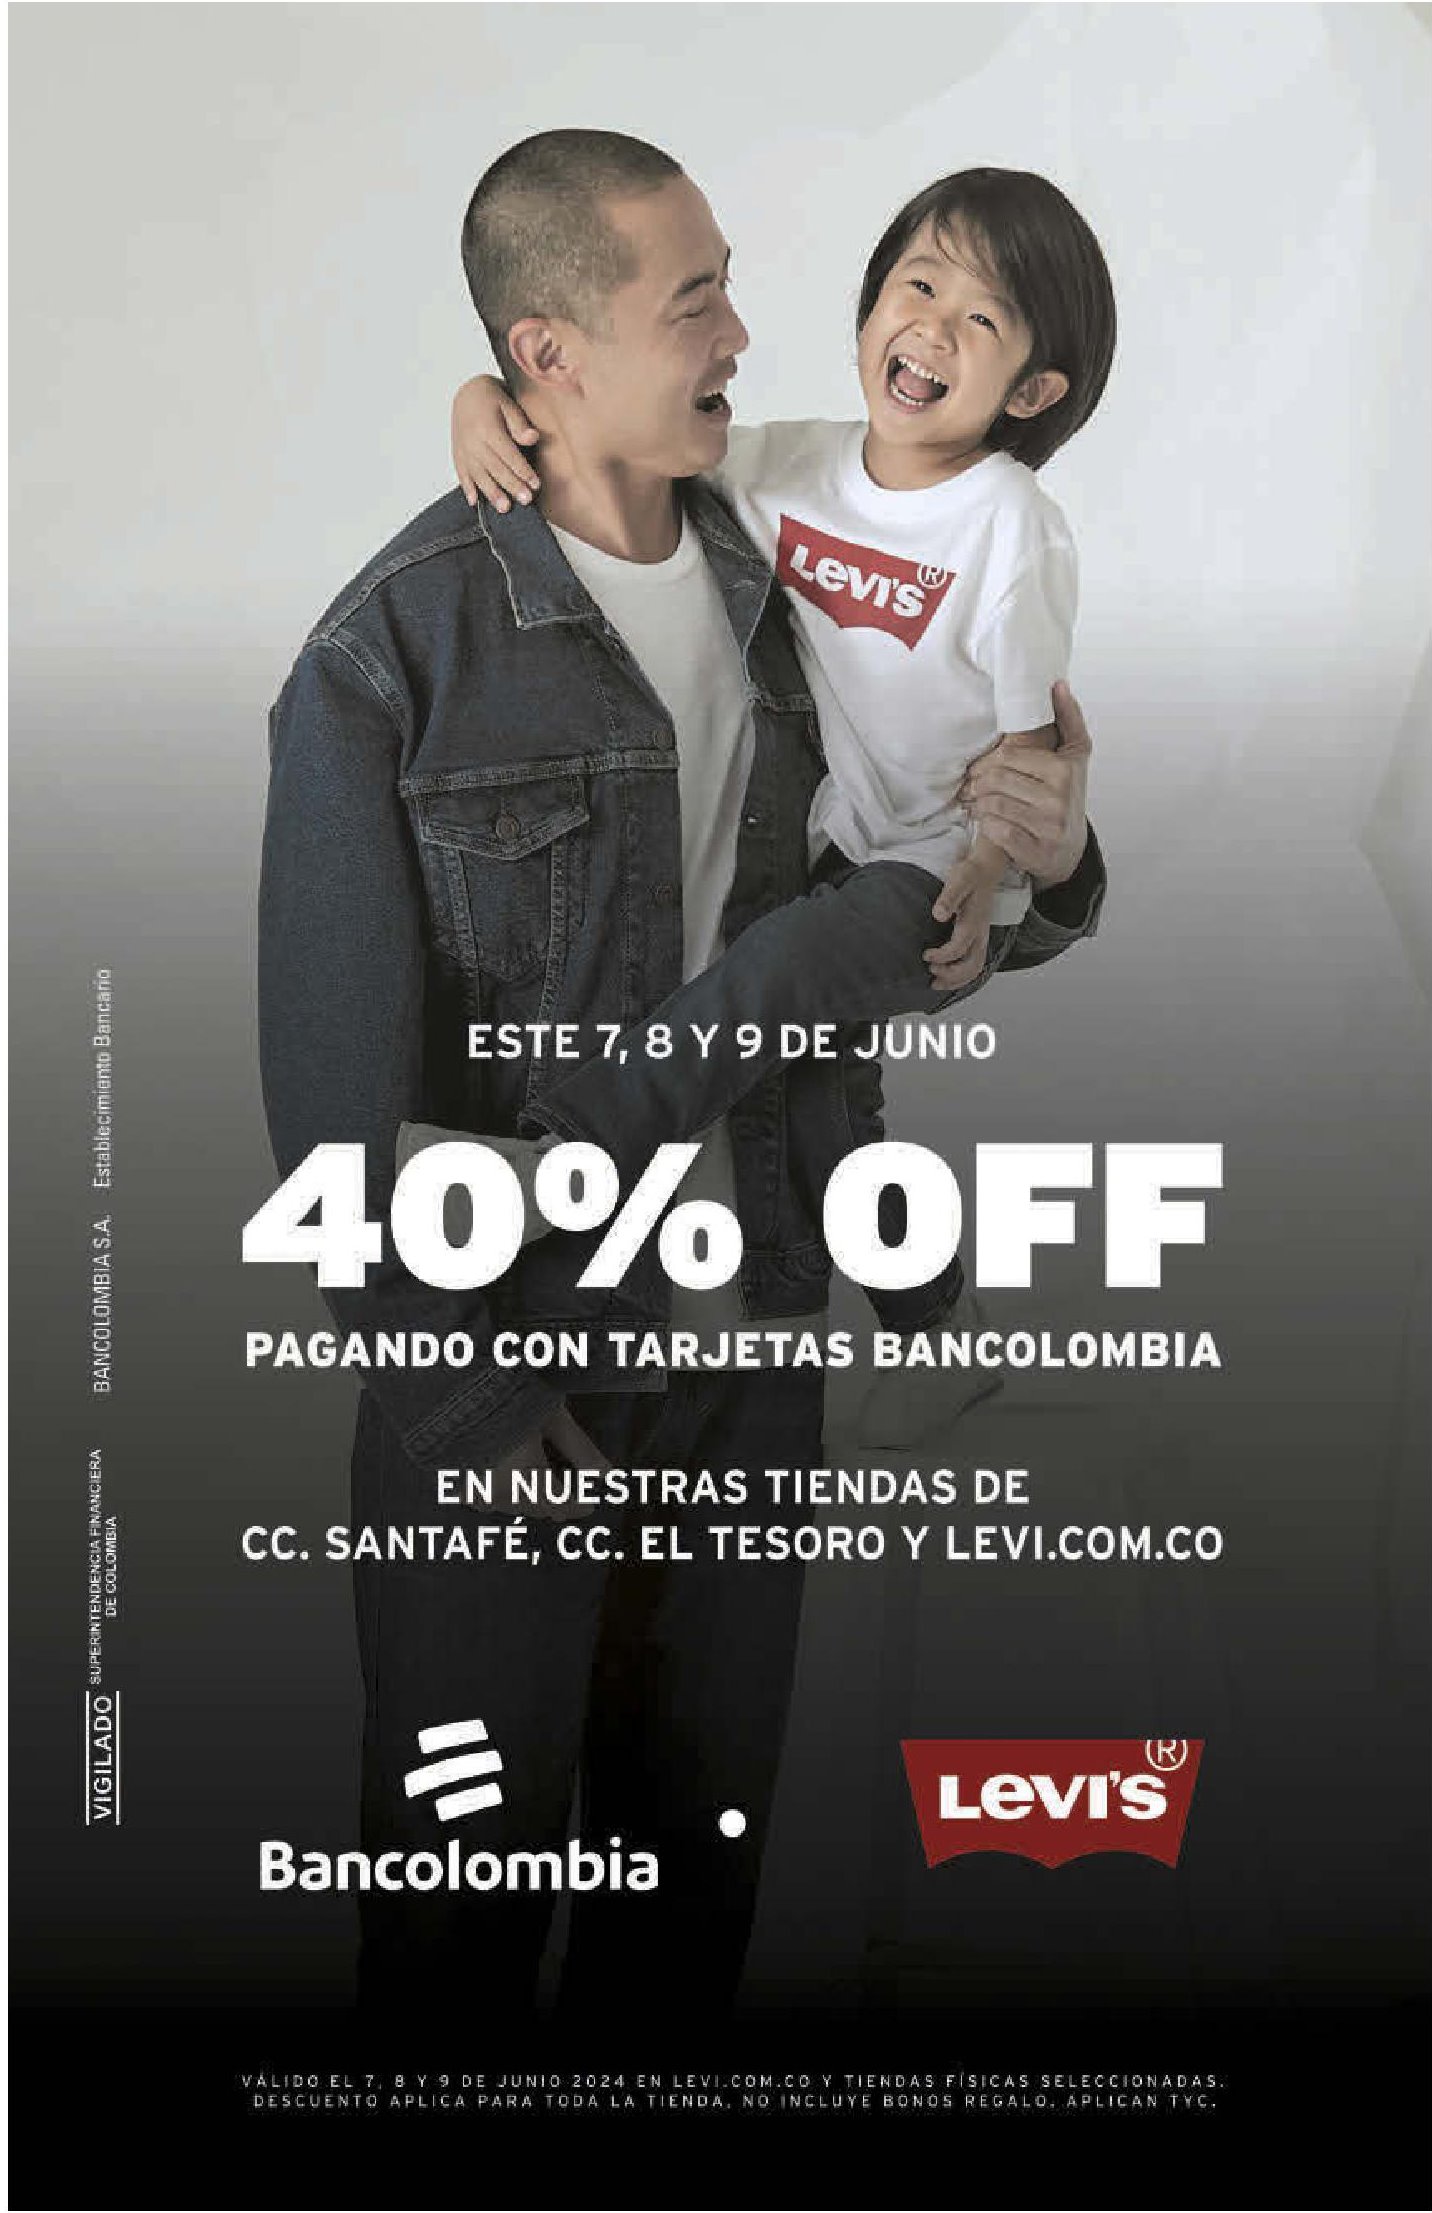 LEVI'S®
ESTE 7, 8 Y 9 DE JUNIO
40% OFF
PAGANDO CON TARJETAS BANCOLOMBIA
EN NUESTRAS TIENDAS DE
CC. SANTAFÉ, CC. EL TESORO Y LEVI.COM.CO
BANCOLOMBIA S.A. Establecimiento Bancario
VIGILADO
SUPERINTENDENCIA FINANCIERA
DE COLOMBIA
Bancolombia
LEVI'S®
VÁLIDO EL 7, 8 Y 9 DE JUNIO 2024 EN LEVI.COM.CO Y TIENDAS FÍSICAS SELECCIONADAS.
DESCUENTO APLICA PARA TODA LA TIENDA, NO INCLUYE BONOS REGALO. APLICAN TYC.